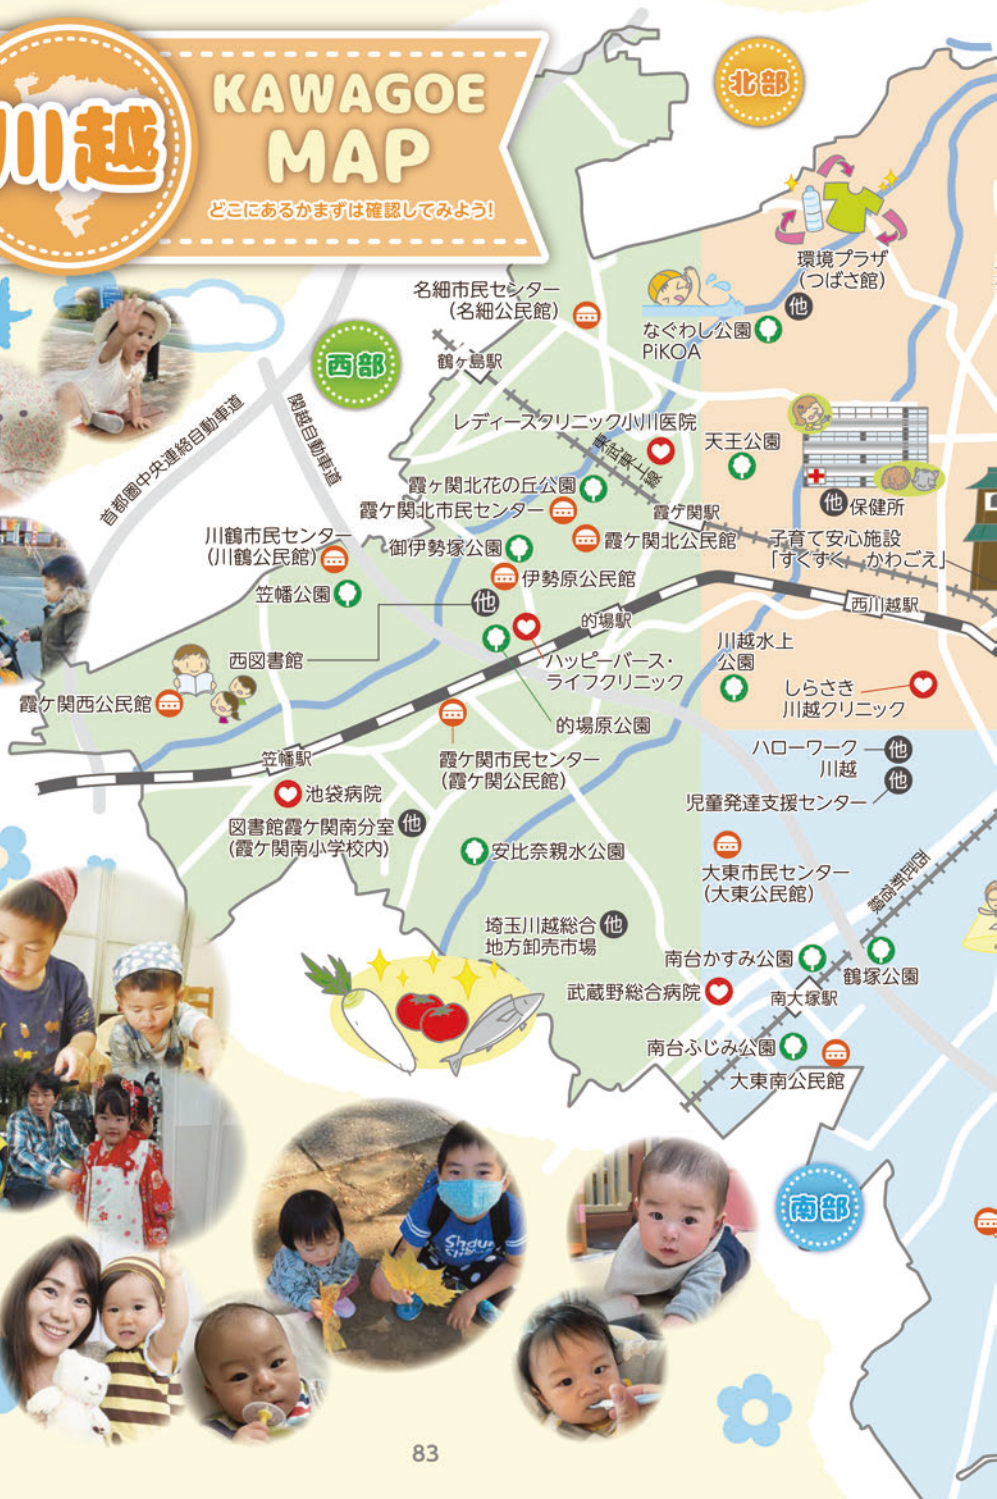 川越
KAWAGOE
MAP
どこにあるかまずは確認してみよう!
北部
環境プラザ
(つばさ館)
他
名細市民センター
(名細公民館)
なぐわし公園
PiKOA
西部
鶴ヶ島駅
首都圏中央連絡自動車道
関越自動車道
レディースクリニック小川医院
東武東上線
天王公園
霞ヶ関北花の丘公園
霞ケ関北市民センター
霞ケ関駅
他 保健所
川鶴市民センター
(川鶴公民館)
御伊勢塚公園
霞ケ関北公民館
子育て安心施設
「すくすく かわごえ」
伊勢原公民館
笠幡公園
他
西川越駅
的場駅
川越水上
公園
西図書館
ハッピーバース・
ライフクリニック
しらさき
川越クリニック
霞ケ関西公民館
的場原公園
笠幡駅
霞ケ関市民センター
(霞ケ関公民館)
ハローワーク
川越
他
他
池袋病院
児童発達支援センター
図書館霞ケ関南分室
(霞ケ関南小学校内)
他
安比奈親水公園
大東市民センター
(大東公民館)
西武新宿線
埼玉川越総合
地方卸売市場
他
南台かすみ公園
鶴塚公園
武蔵野総合病院
南大塚駅
南台ふじみ公園
大東南公民館
南部
83